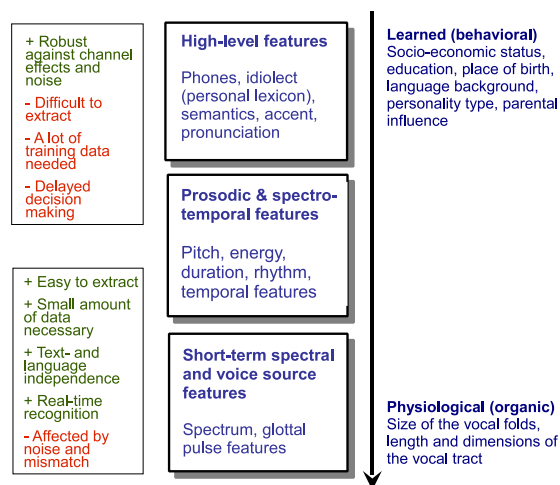 + Robust
against channel
effects and
noise
- Difficult to
extract
- A lot of
training data
needed
- Delayed
decision
making
High-level features
Phones, idiolect
(personal lexicon),
semantics, accent,
pronunciation
Learned (behavioral)
Socio-economic status,
education, place of birth,
language background,
personality type, parental
influence
Prosodic & spectro-
temporal features
Pitch, energy,
duration, rhythm,
temporal features
+ Easy to extract
+ Small amount
of data
necessary
+ Text- and
language
independence
+ Real-time
recognition
- Affected by
noise and
mismatch
Short-term spectral
and voice source
features
Spectrum, glottal
pulse features
Physiological (organic)
Size of the vocal folds,
length and dimensions of
the vocal tract